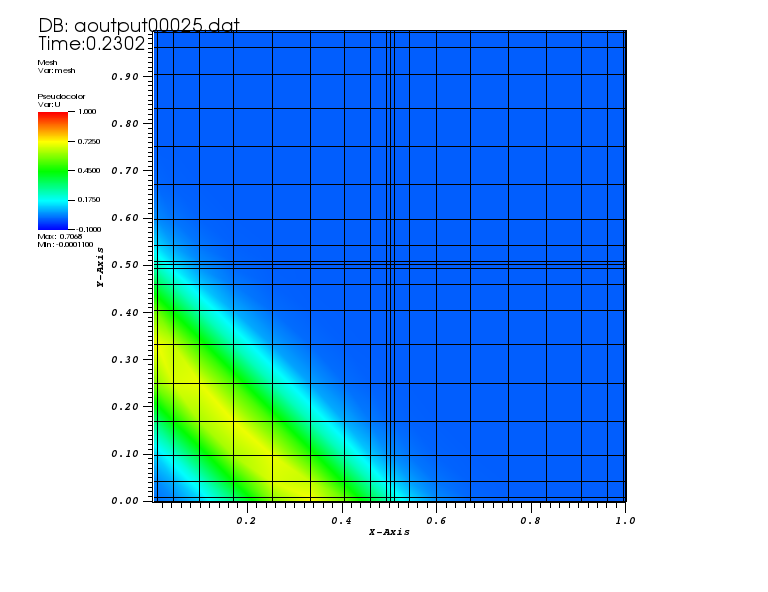 DB: aoutput00025.dat
Time:0.2302
Mesh
Var: mesh
Pseudocolor
Var: U
1.000
0.7250
0.4500
0.1750
-0.1000
Max: 0.7068
Min: -0.0001100
0.90
0.80
0.70
0.60
0.50
0.40
0.30
0.20
0.10
0.00
Y-Axis
0.2
0.4
0.6
0.8
1.0
X-Axis